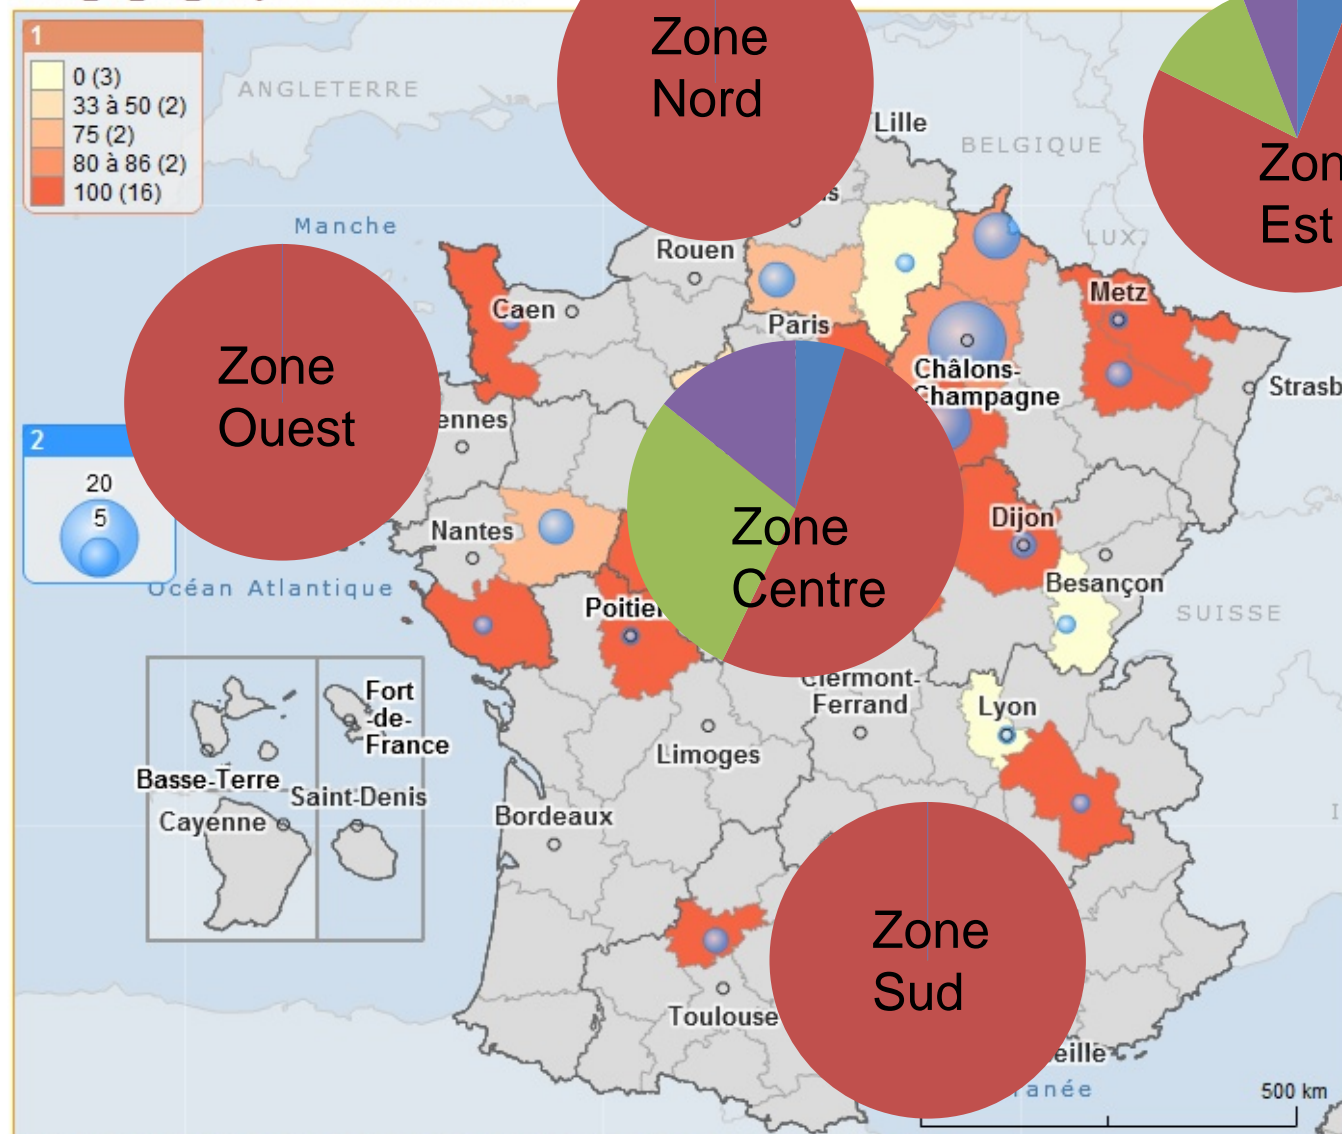 1
0 (3)
33 à 50 (2)
75 (2)
80 à 86 (2)
100 (16)
ANGLETERRE
Zone
Nord
Lille
BELGIQUE
Zon
Est
Manche
Rouen
LUX.
Metz
Caen
Paris
Zone
Ouest
Châlons-
Champagne
Strasb
ennes
2
20
5
Nantes
Dijon
Zone
Centre
Océan Atlantique
Besançon
Poitier
SUISSE
Clermont-
Ferrand
Lyon
Limoges
Fort
-de-
France
Basse-Terre
Saint-Denis
Cayenne
Bordeaux
Zone
Sud
Toulouse
eille
ranée
500 km